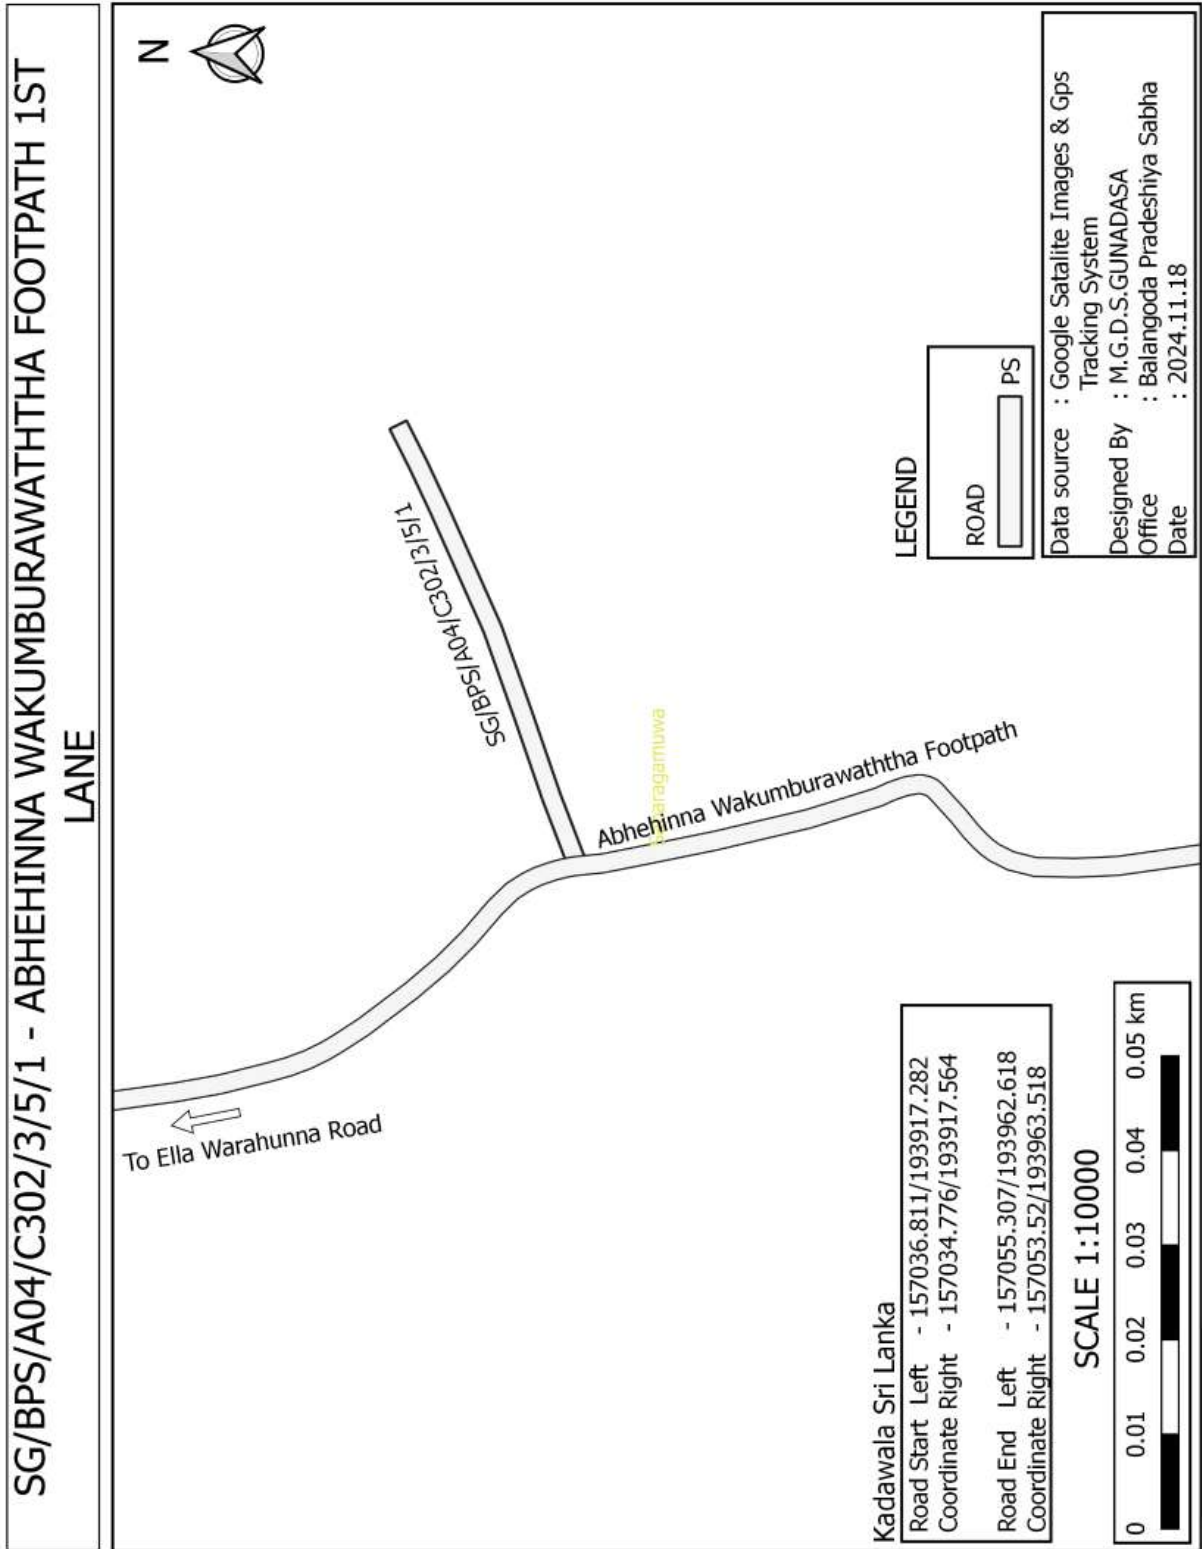 SG/BPS/A04/C302/3/5/1 - ABHEHINNA WAKUMBURAWATHTHA FOOTPATH 1ST
LANE
N
To Ella Warahunna Road
SG/BPS/A04/C302/3/5/1
Abhehinna Wakumburawaththa Footpath
Kadawala Sri Lanka
Road Start Left - 157036.811/193917.282
Coordinate Right - 157034.776/193917.564
Road End Left - 157055.307/193962.618
Coordinate Right - 157053.52/193963.518
SCALE 1:10000
0 0.01 0.02 0.03 0.04 0.05 km
LEGEND
ROAD
PS
Data source : Google Satalite Images & Gps
Tracking System
Designed By : M.G.D.S.GUNADASA
Office : Balangoda Pradeshiya Sabha
Date : 2024.11.18